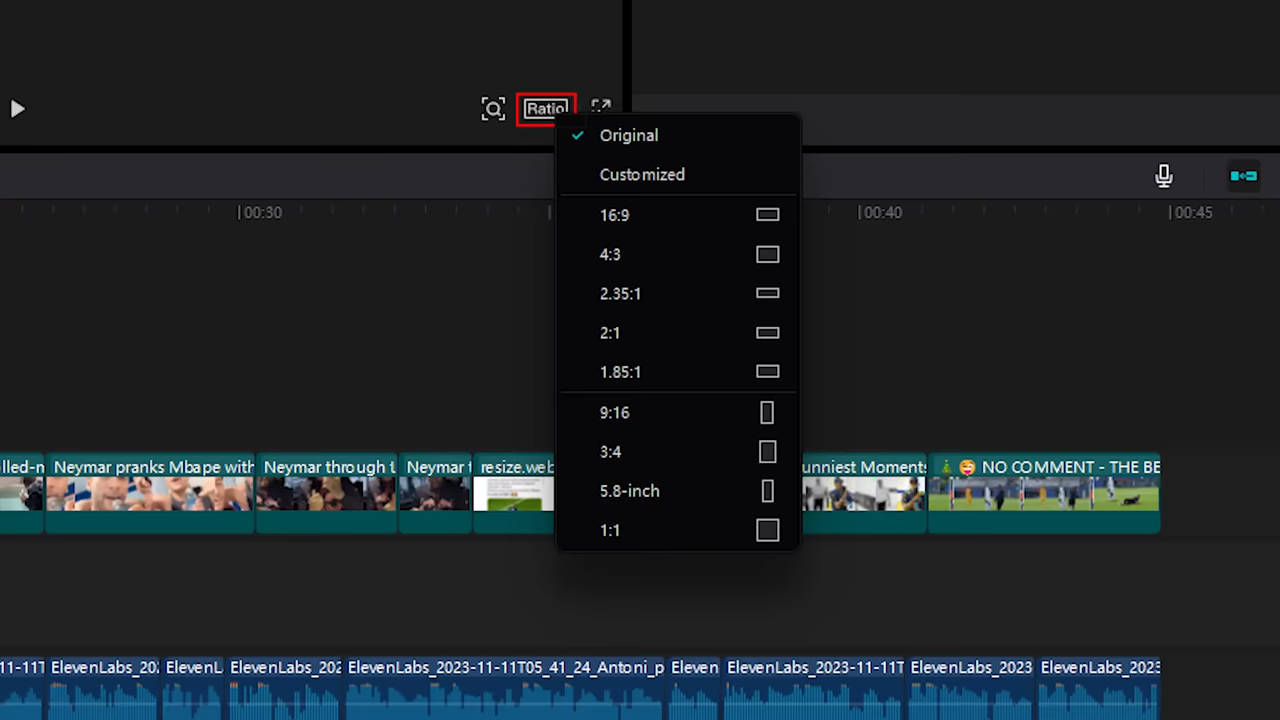 Ratio
Original
Customized
16:9
4:3
2.35:1
2:1
1.85:1
9:16
3:4
5.8-inch
1:1
00:30
00:40
00:45
lled-n
Neymar pranks Mbape with
Neymar through t
Neymar t
resize.web
unniest Moments
🎄 😜 NO COMMENT - THE BE
11-11T
ElevenLabs_202
ElevenL
ElevenLabs_202
ElevenLabs_2023-11-11T05_41_24_Antoni_p
Eleven
ElevenLabs_2023-11-11T
ElevenLabs_2023
ElevenLabs_2023